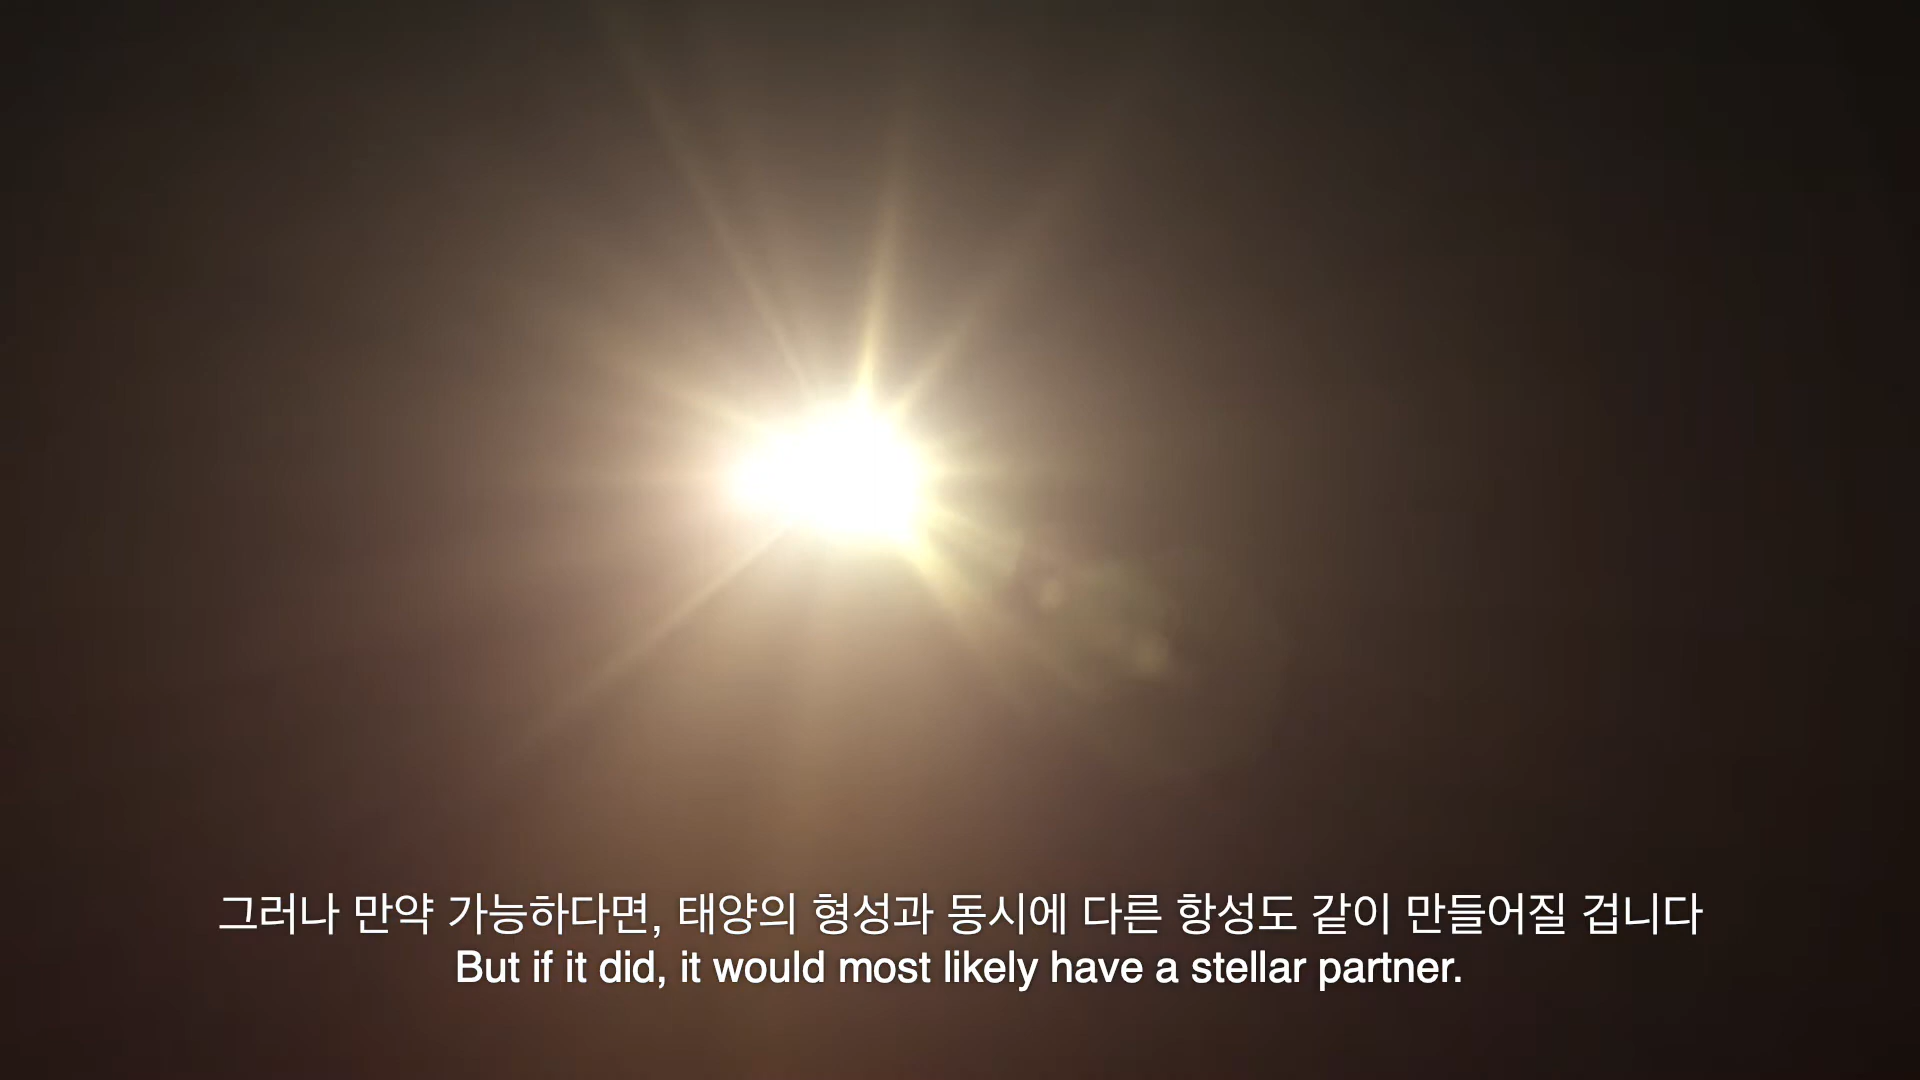 그러나 만약 가능하다면, 태양의 형성과 동시에 다른 항성도 같이 만들어질 겁니다
But if it did, it would most likely have a stellar partner.